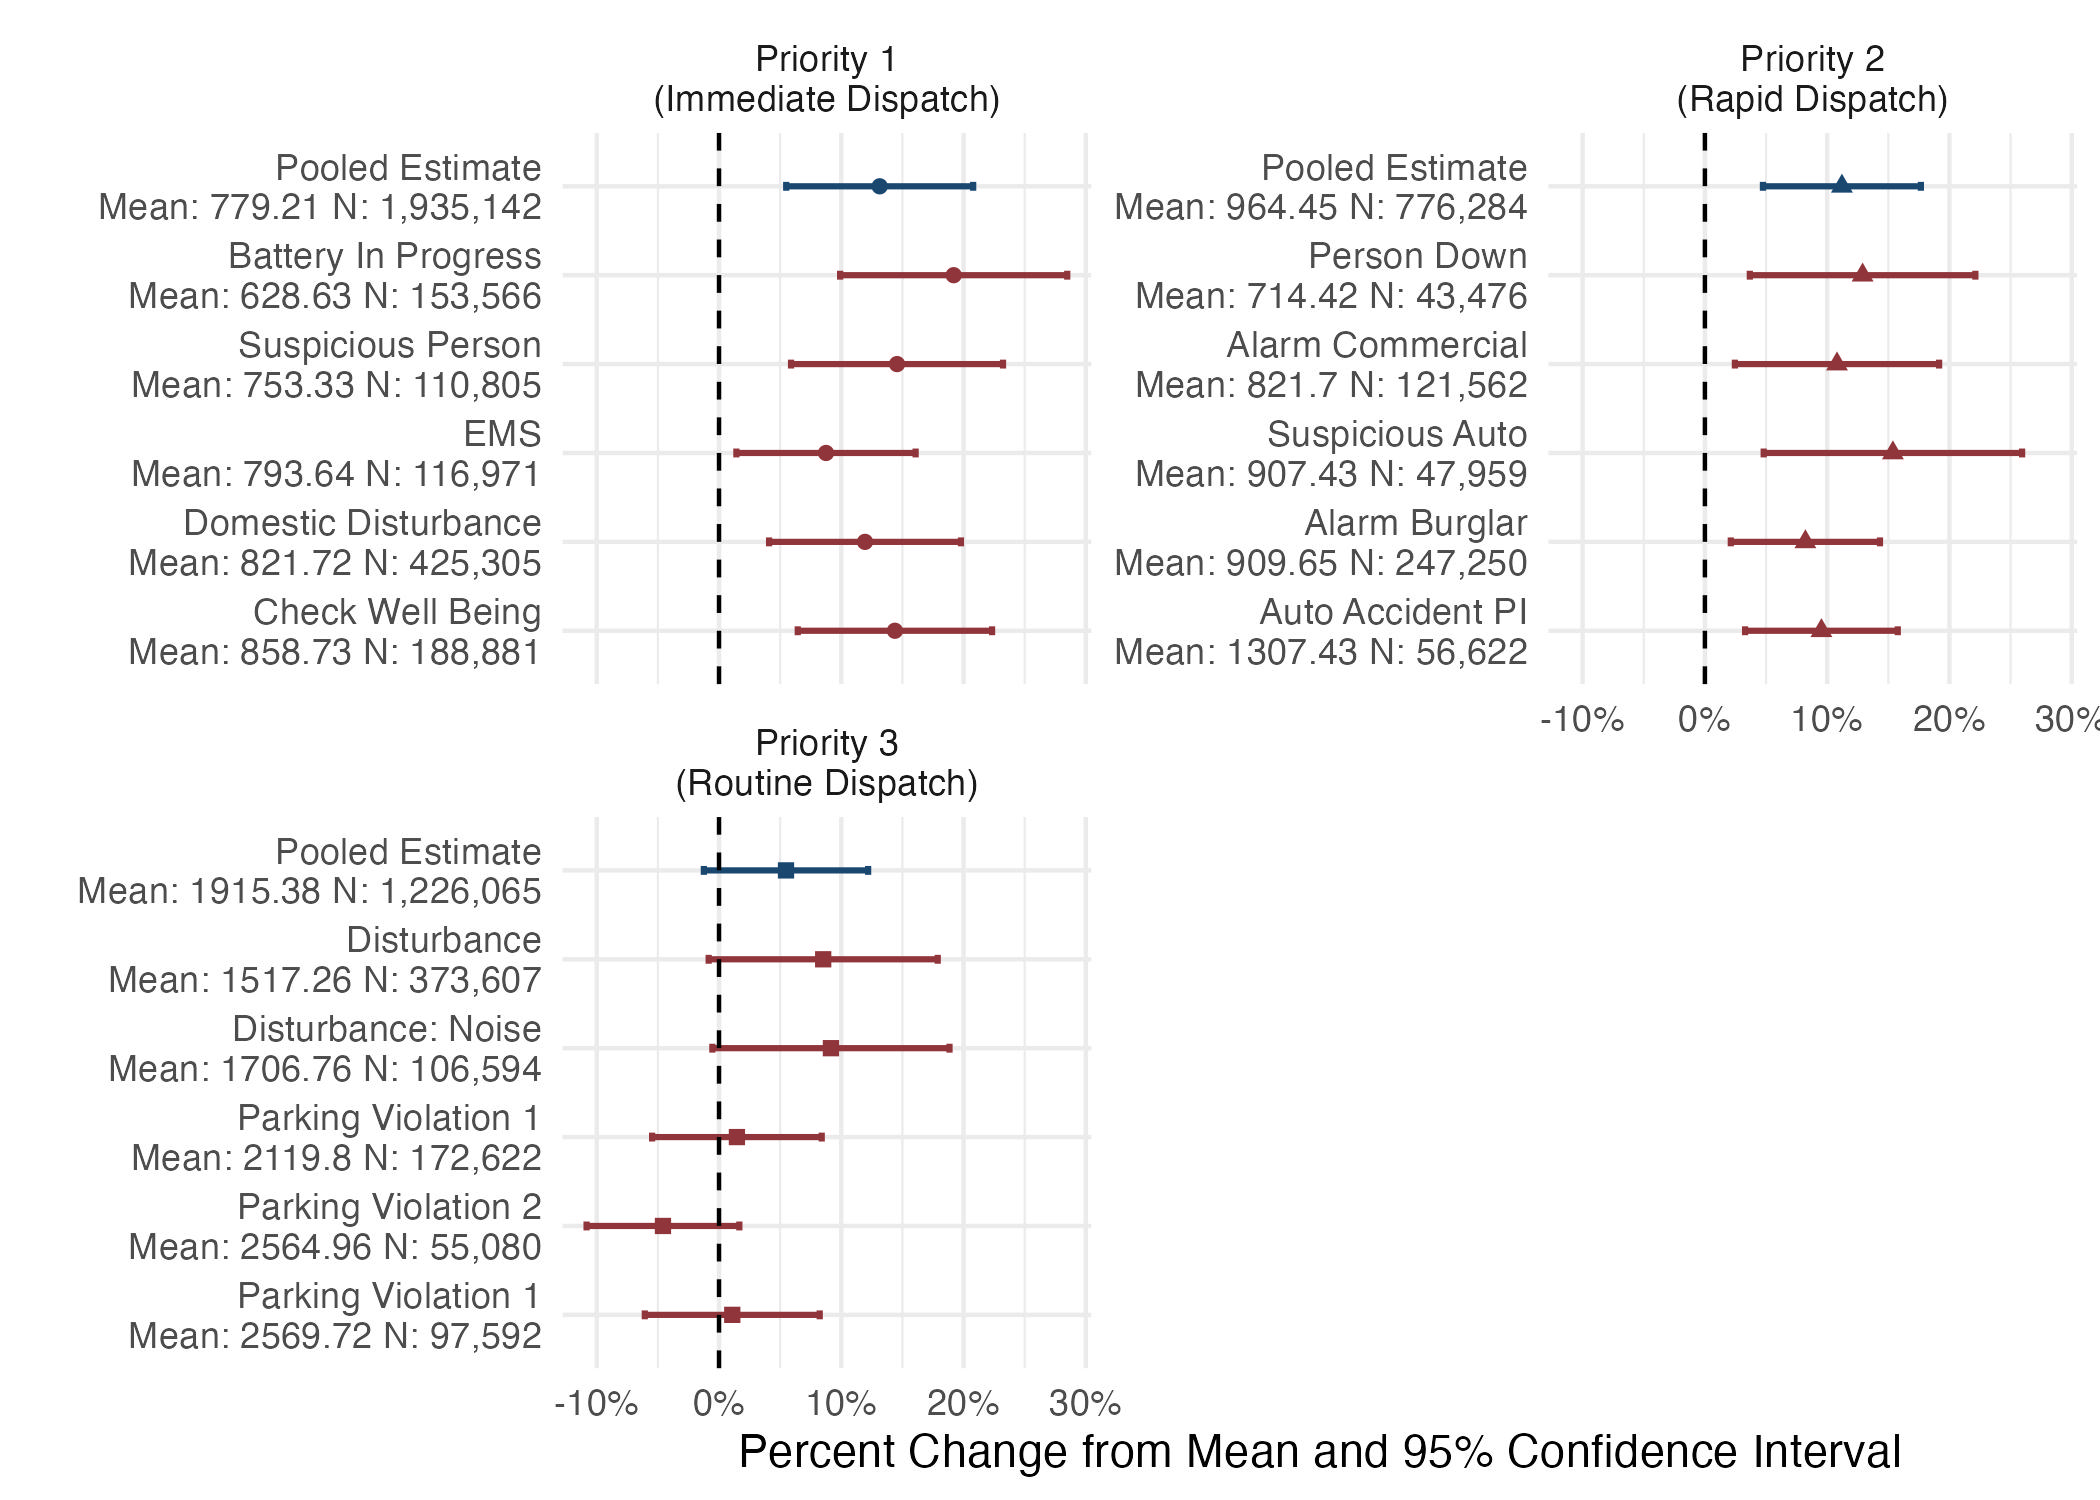 Priority 1
(Immediate Dispatch)
Pooled Estimate
Mean: 779.21 N: 1,935,142
Battery In Progress
Mean: 628.63 N: 153,566
Suspicious Person
Mean: 753.33 N: 110,805
EMS
Mean: 793.64 N: 116,971
Domestic Disturbance
Mean: 821.72 N: 425,305
Check Well Being
Mean: 858.73 N: 188,881
Priority 2
(Rapid Dispatch)
Pooled Estimate
Mean: 964.45 N: 776,284
Person Down
Mean: 714.42 N: 43,476
Alarm Commercial
Mean: 821.7 N: 121,562
Suspicious Auto
Mean: 907.43 N: 47,959
Alarm Burglar
Mean: 909.65 N: 247,250
Auto Accident PI
Mean: 1307.43 N: 56,622
-10% 0% 10% 20% 30%
Priority 3
(Routine Dispatch)
Pooled Estimate
Mean: 1915.38 N: 1,226,065
Disturbance
Mean: 1517.26 N: 373,607
Disturbance: Noise
Mean: 1706.76 N: 106,594
Parking Violation 1
Mean: 2119.8 N: 172,622
Parking Violation 2
Mean: 2564.96 N: 55,080
Parking Violation 1
Mean: 2569.72 N: 97,592
-10% 0% 10% 20% 30%
Percent Change from Mean and 95% Confidence Interval